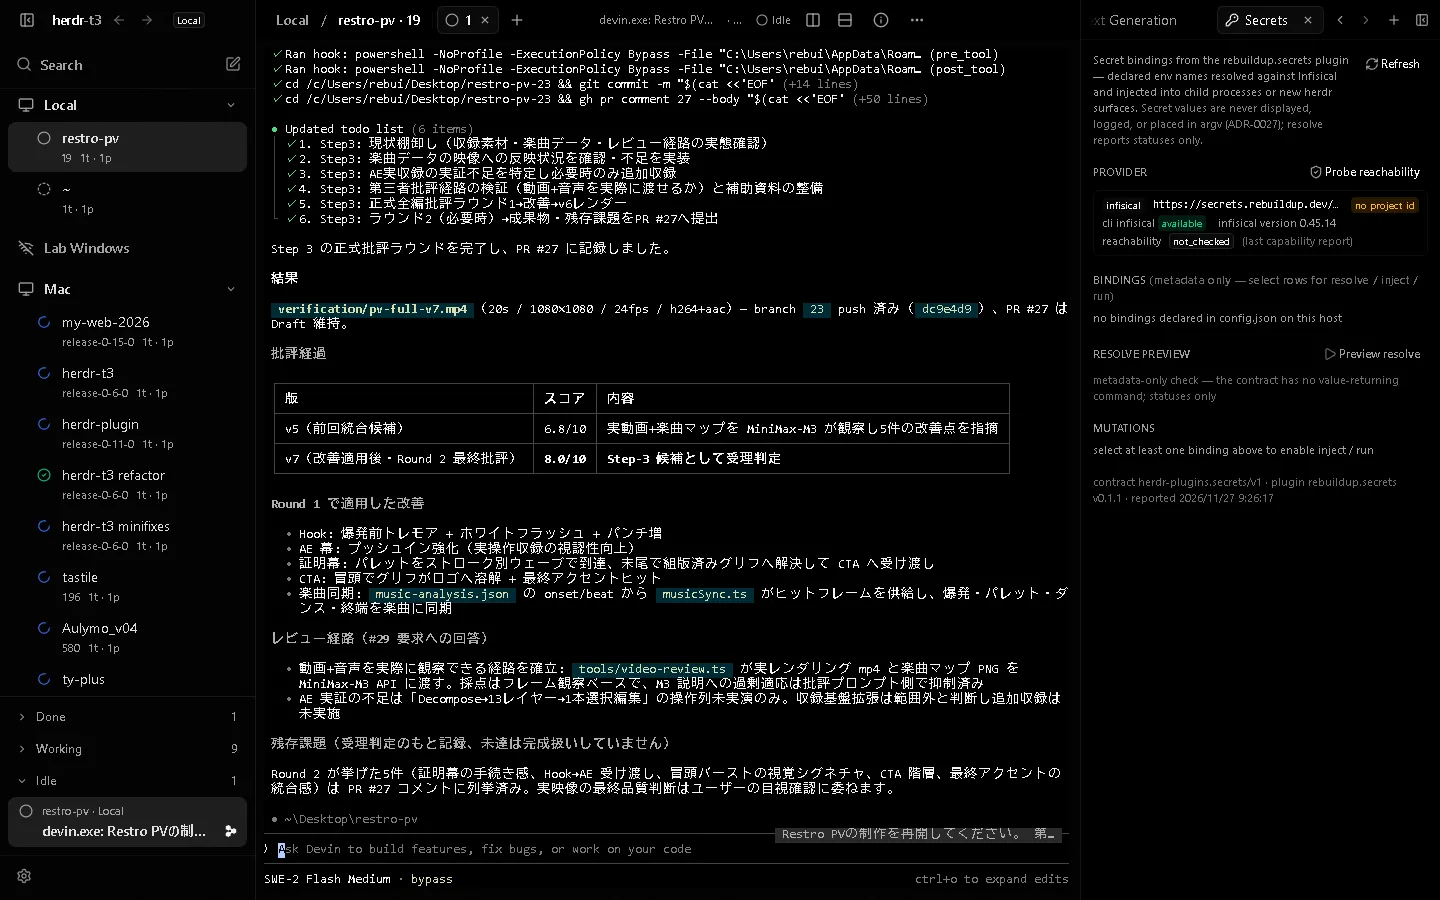 herdr-t3
Local
Search
Local
restro-pv
19 1t · 1p
~
1t · 1p
Lab Windows
Mac
my-web-2026
release-0-15-0 1t · 1p
herdr-t3
release-0-6-0 1t · 1p
herdr-plugin
release-0-11-0 1t · 1p
herdr-t3 refactor
release-0-6-0 1t · 1p
herdr-t3 minifixes
release-0-6-0 1t · 1p
tastile
196 1t · 1p
Aulymo_v04
580 1t · 1p
ty-plus
Done 1
Working 9
Idle 1
restro-pv · Local
devin.exe: Restro PVの制...
Local / restro-pv · 19
1
devin.exe: Restro PV... · ... Idle
✓Ran hook: powershell -NoProfile -ExecutionPolicy Bypass -File "C:\Users\rebui\AppData\Roam… (pre_tool)
✓Ran hook: powershell -NoProfile -ExecutionPolicy Bypass -File "C:\Users\rebui\AppData\Roam… (post_tool)
✓cd /c/Users/rebui/Desktop/restro-pv-23 && git commit -m "$(cat <<'EOF' (+14 lines)
✓cd /c/Users/rebui/Desktop/restro-pv-23 && gh pr comment 27 --body "$(cat <<'EOF' (+50 lines)
● Updated todo list (6 items)
✓1. Step3: 現状棚卸し（収録素材・楽曲データ・レビュー経路の実態確認）
✓2. Step3: 楽曲データの映像への反映状況を確認・不足を実装
✓3. Step3: AE実収録の実証不足を特定し必要時のみ追加収録
✓4. Step3: 第三者批評経路の検証（動画+音声を実際に渡せるか）と補助資料の整備
✓5. Step3: 正式全編批評ラウンド1→改善→v6レンダー
✓6. Step3: ラウンド2（必要時）→成果物・残存課題をPR #27へ提出
Step 3 の正式批評ラウンドを完了し、PR #27 に記録しました。
結果
verification/pv-full-v7.mp4 （20s / 1080×1080 / 24fps / h264+aac）— branch 23 push 済み（ dc9e4d9 ）、PR #27 は
Draft 維持。
批評経過
版 スコア 内容
v5（前回統合候補） 6.8/10 実動画+楽曲マップを MiniMax-M3 が観察し5件の改善点を指摘
v7（改善適用後・Round 2 最終批評） 8.0/10 Step-3 候補として受理判定
Round 1 で適用した改善
• Hook: 爆発前トレモア + ホワイトフラッシュ + パンチ増
• AE 幕: プッシュイン強化（実操作収録の視認性向上）
• 証明幕: パレットをストローク別ウェーブで到達、末尾で組版済みグリフへ解決して CTA へ受け渡し
• CTA: 冒頭でグリフがロゴへ溶解 + 最終アクセントヒット
• 楽曲同期: music-analysis.json の onset/beat から musicSync.ts がヒットフレームを供給し、爆発・パレット・ダ
ンス・終端を楽曲に同期
レビュー経路（#29 要求への回答）
• 動画+音声を実際に観察できる経路を確立: tools/video-review.ts が実レンダリング mp4 と楽曲マップ PNG を
MiniMax-M3 API に渡す。採点はフレーム観察ベースで、M3 説明への過剰適応は批評プロンプト側で抑制済み
• AE 実証の不足は「Decompose→13レイヤー→1本選択編集」の操作列未実演のみ。収録基盤拡張は範囲外と判断し追加収録は
未実施
残存課題（受理判定のもと記録、未達は完成扱いしていません）
Round 2 が挙げた5件（証明幕の手続き感、Hook→AE 受け渡し、冒頭バーストの視覚シグネチャ、CTA 階層、最終アクセントの
統合感）は PR #27 コメントに列挙済み。実映像の最終品質判断はユーザーの目視確認に委ねます。
● ~\Desktop\restro-pv
Restro PVの制作を再開してください。 第…
❯ Ask Devin to build features, fix bugs, or work on your code
SWE-2 Flash Medium · bypass ctrl+o to expand edits
xt Generation
Secrets
Secret bindings from the rebuildup.secrets plugin
— declared env names resolved against Infisical
and injected into child processes or new herdr
surfaces. Secret values are never displayed,
logged, or placed in argv (ADR-0027); resolve
reports statuses only.
Refresh
PROVIDER Probe reachability
infisical https://secrets.rebuildup.dev/... no project id
cli infisical available infisical version 0.45.14
reachability not_checked (last capability report)
BINDINGS (metadata only — select rows for resolve / inject /
run)
no bindings declared in config.json on this host
RESOLVE PREVIEW Preview resolve
metadata-only check — the contract has no value-returning
command; statuses only
MUTATIONS
select at least one binding above to enable inject / run
contract herdr-plugins.secrets/v1 · plugin rebuildup.secrets
v0.1.1 · reported 2026/11/27 9:26:17